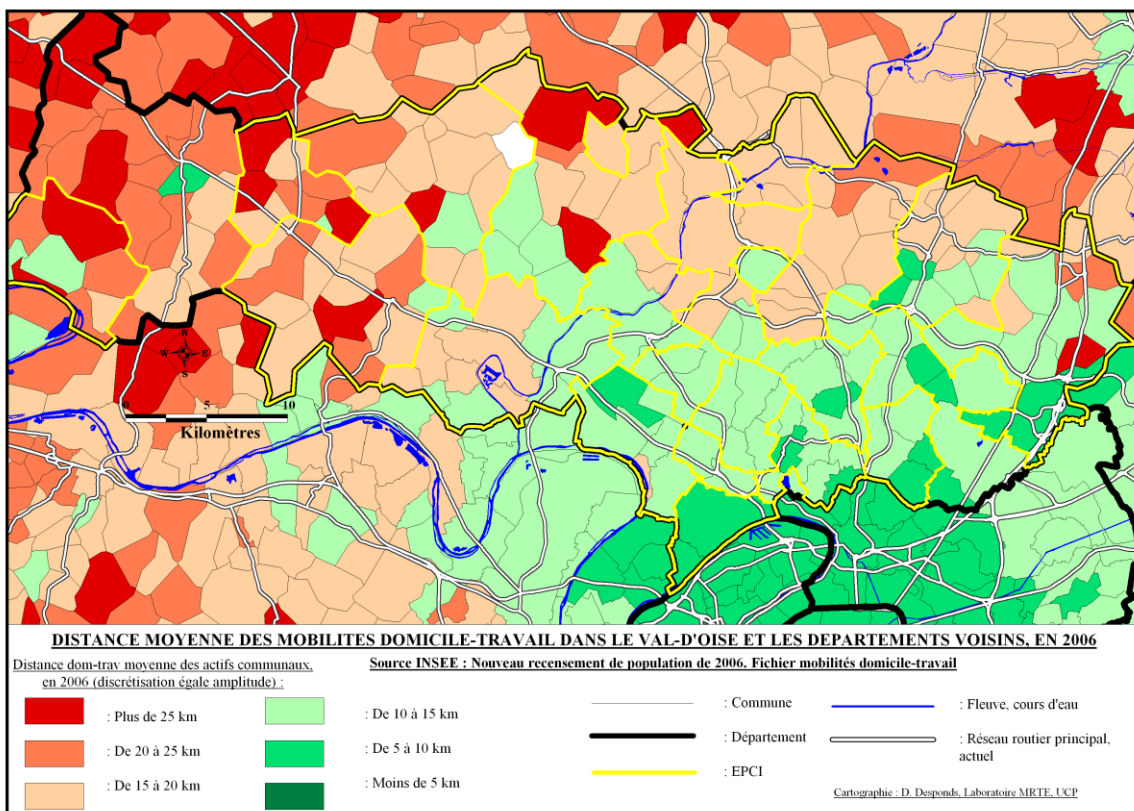 N
W E
S
0 5 10
Kilomètres
DISTANCE MOYENNE DES MOBILITES DOMICILE-TRAVAIL DANS LE VAL-D'OISE ET LES DEPARTEMENTS VOISINS, EN 2006
Distance dom-trav moyenne des actifs communaux,
en 2006 (discrétisation égale amplitude) :
Source INSEE : Nouveau recensement de population de 2006. Fichier mobilités domicile-travail
: Plus de 25 km
: De 20 à 25 km
: De 15 à 20 km
: De 10 à 15 km
: De 5 à 10 km
: Moins de 5 km
: Commune
: Département
: EPCI
: Fleuve, cours d'eau
: Réseau routier principal,
actuel
Cartographie : D. Desponds, Laboratoire MRTE, UCP